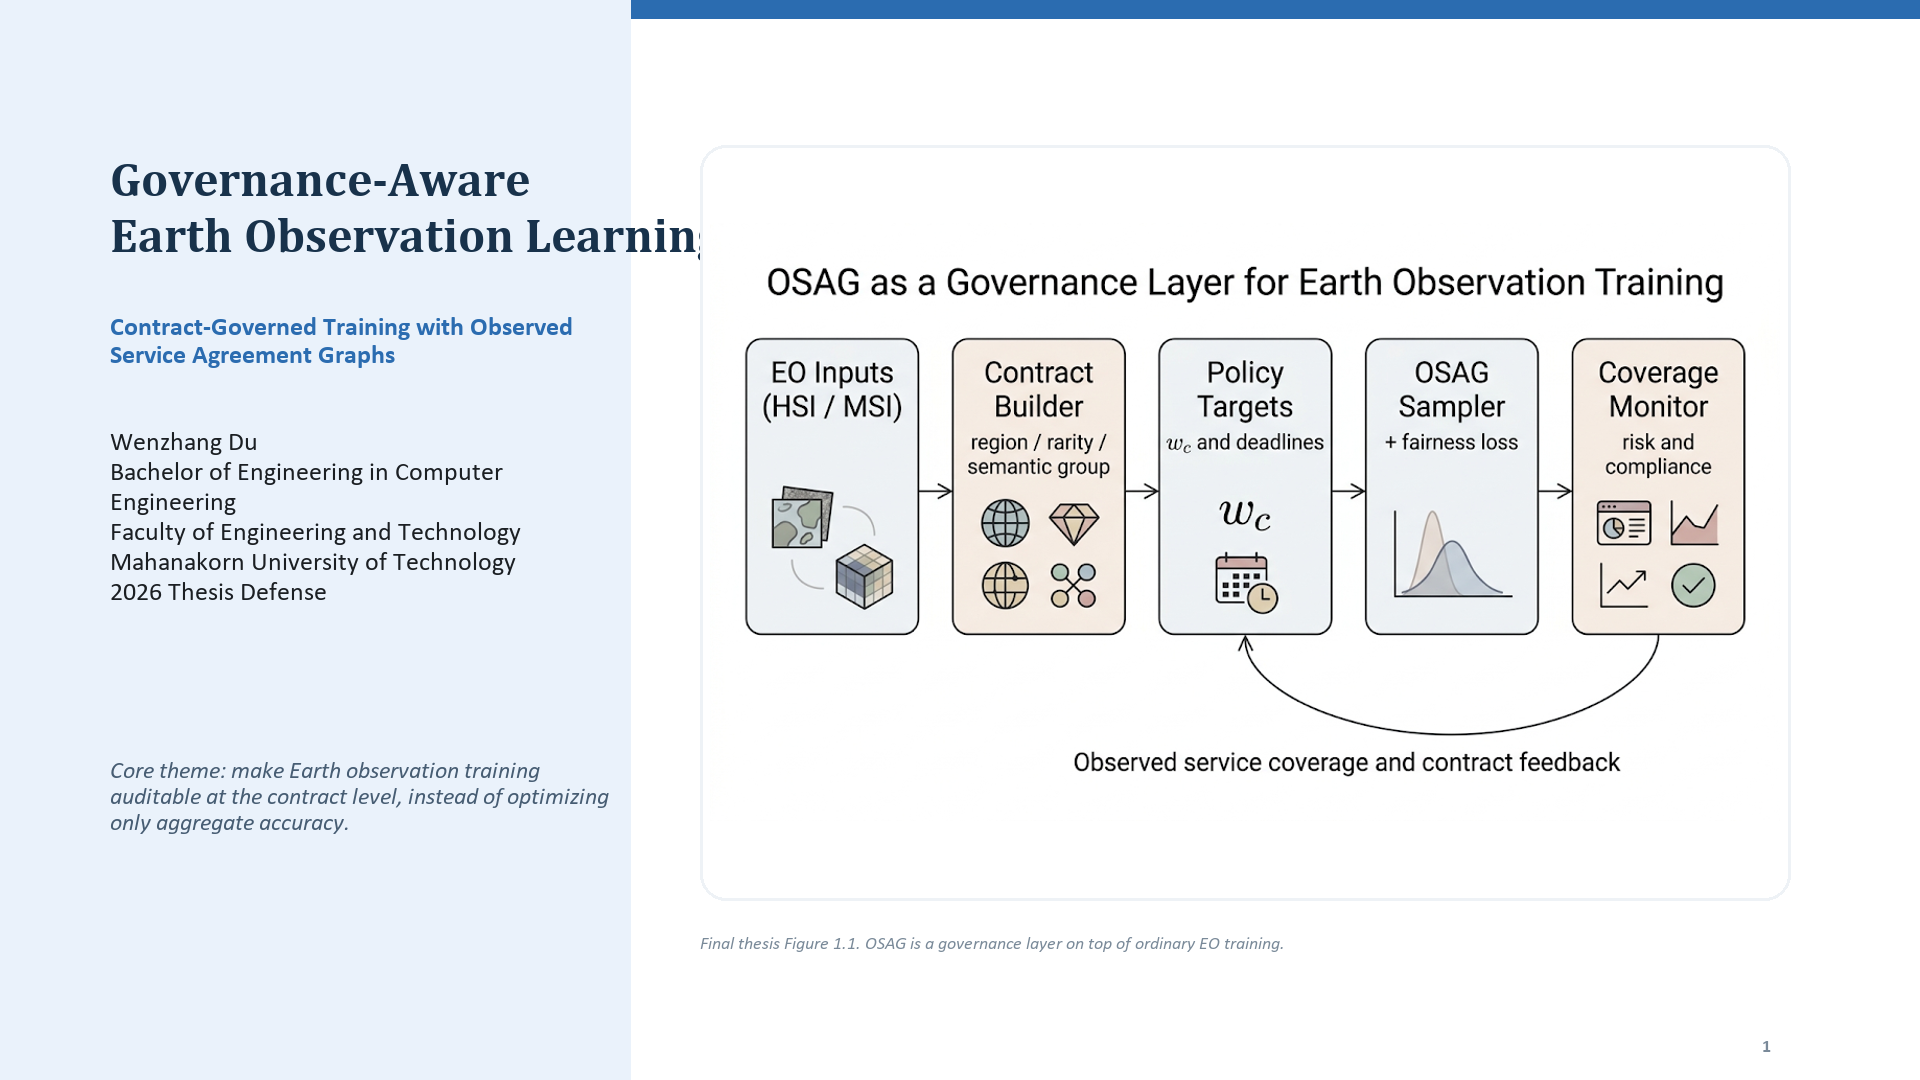 Governance-Aware
Earth Observation Learning
Contract-Governed Training with Observed
Service Agreement Graphs
Wenzhang Du
Bachelor of Engineering in Computer
Engineering
Faculty of Engineering and Technology
Mahanakorn University of Technology
2026 Thesis Defense
Core theme: make Earth observation training
auditable at the contract level, instead of optimizing
only aggregate accuracy.
OSAG as a Governance Layer for Earth Observation Training
EO Inputs
(HSI / MSI)
Contract
Builder
region / rarity /
semantic group
Policy
Targets
w_c and deadlines
w_c
OSAG
Sampler
+ fairness loss
Coverage
Monitor
risk and
compliance
Observed service coverage and contract feedback
Final thesis Figure 1.1. OSAG is a governance layer on top of ordinary EO training.
1